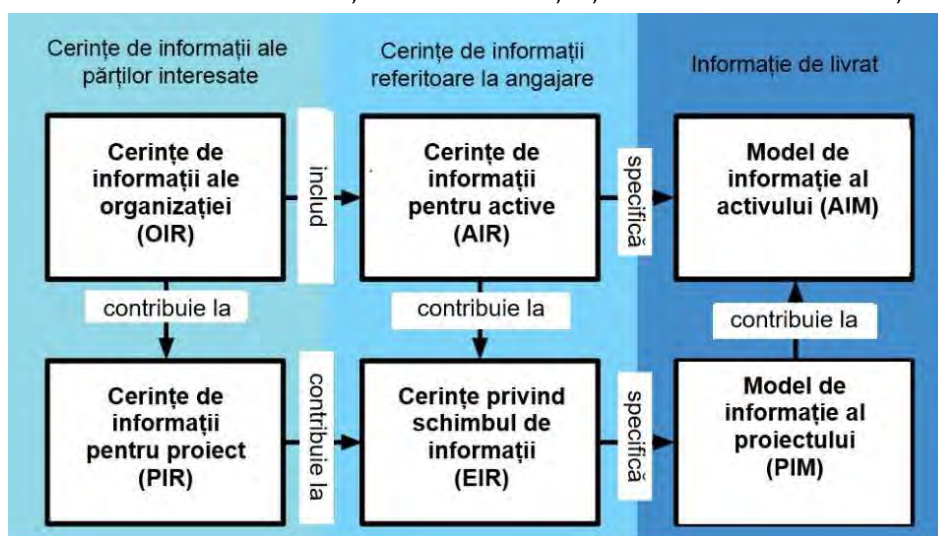 Cerințe de informații ale
părților interesate
Cerințe de informații
referitoare la angajare
Informație de livrat
Cerințe de
informații ale
organizației
(OIR)
includ
Cerințe de
informații
pentru active
(AIR)
specifică
Model de
informație al
activului (AIM)
contribuie la
contribuie la
contribuie la
Cerințe de
informații
pentru proiect
(PIR)
contribuie la
Cerințe privind
schimbul de
informații
(EIR)
specifică
Model de
informație al
proiectului
(PIM)